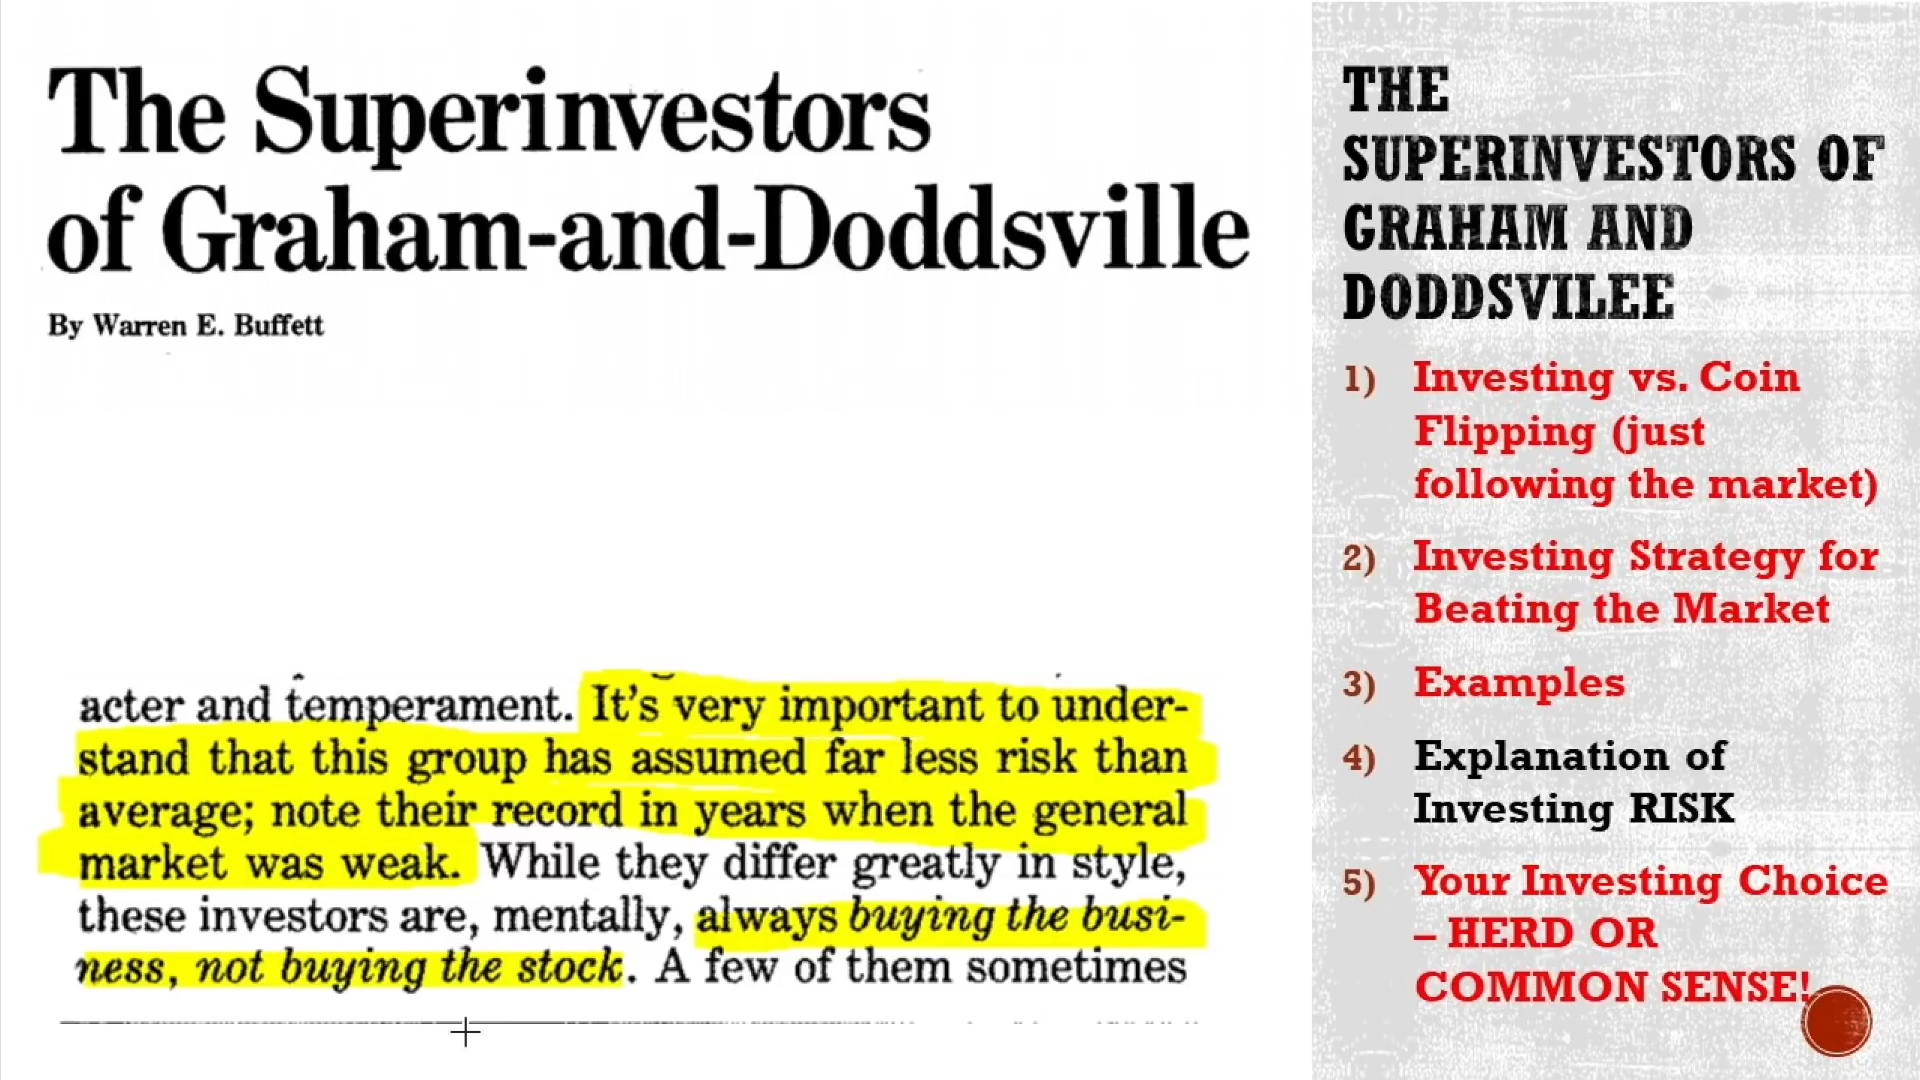 The Superinvestors
of Graham-and-Doddsville
By Warren E. Buffett
acter and temperament. It's very important to under-
stand that this group has assumed far less risk than
average; note their record in years when the general
market was weak. While they differ greatly in style,
these investors are, mentally, always buying the busi-
ness, not buying the stock. A few of them sometimes
THE
SUPERINVESTORS OF
GRAHAM AND
DODDSVILEE
1) Investing vs. Coin
Flipping (just
following the market)
2) Investing Strategy for
Beating the Market
3) Examples
4) Explanation of
Investing RISK
5) Your Investing Choice
– HERD OR
COMMON SENSE!